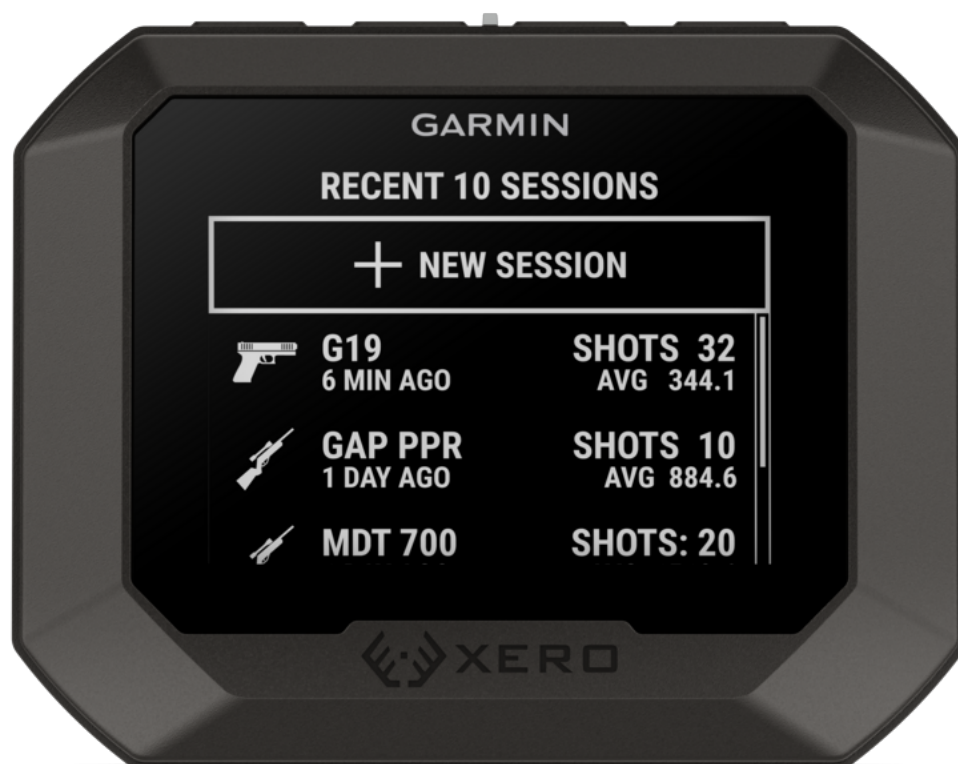 GARMIN
RECENT 10 SESSIONS
+ NEW SESSION
G19 SHOTS 32
6 MIN AGO AVG 344.1
GAP PPR SHOTS 10
1 DAY AGO AVG 884.6
MDT 700 SHOTS: 20
XERO